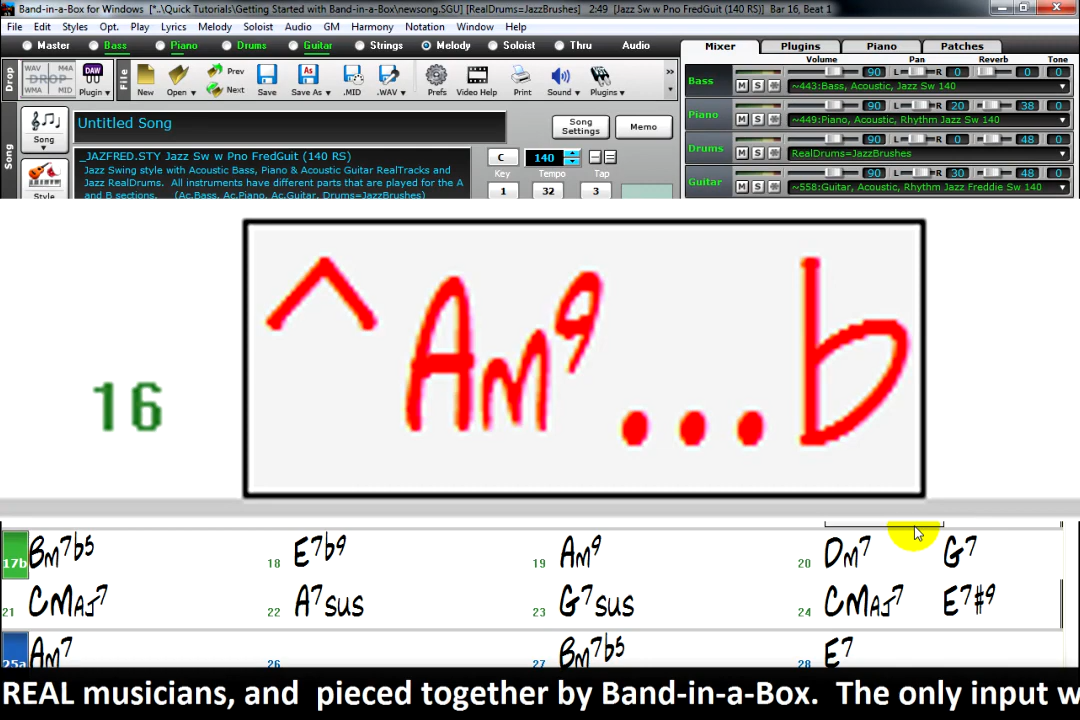 Band-in-a-Box for Windows ["..\Quick Tutorials\Getting Started with Band-in-a-Box\newsong.SGU] [RealDrums=JazzBrushes] 2:49 [Jazz Sw w Pno FredGuit (140 RS) Bar 16, Beat 1
File Edit Styles Opt. Play Lyrics Melody Soloist Audio GM Harmony Notation Window Help
Master Bass Piano Drums Guitar Strings Melody Soloist Thru Audio Mixer Plugins Piano Patches
Volume Pan Reverb Tone
Drop WAV M4A DROP WMA MID DAW Plugin File New Open Prev Next Save As Save As .MID .WAV Prefs Video Help Print Sound Plugins
Bass 90 L R 0 0 0
M S ~443:Bass, Acoustic, Jazz Sw 140
Piano 90 L R 20 38 0
M S ~449:Piano, Acoustic, Rhythm Jazz Sw 140
Drums 90 L R 0 48 0
M S RealDrums=JazzBrushes
Guitar 90 L R 30 48 0
M S ~558:Guitar, Acoustic, Rhythm Jazz Freddie Sw 140
Song Song Untitled Song Song Settings Memo
Style _JAZFRED.STY Jazz Sw w Pno FredGuit (140 RS) C 140
Jazz Swing style with Acoustic Bass, Piano & Acoustic Guitar RealTracks and Key Tempo Tap
Jazz RealDrums. All instruments have different parts that are played for the A 1 32 3
and B sections. (Ac.Bass, Ac.Piano, Ac.Guitar, Drums=JazzBrushes)
16 ^Am9...b
17b Bm7b5 18 E7b9 19 Am9 20 Dm7 G7
21 CMaj7 22 A7sus 23 G7sus 24 CMaj7 E7#9
25a Am7 26 27 Bm7b5 28 E7
REAL musicians, and pieced together by Band-in-a-Box. The only input w